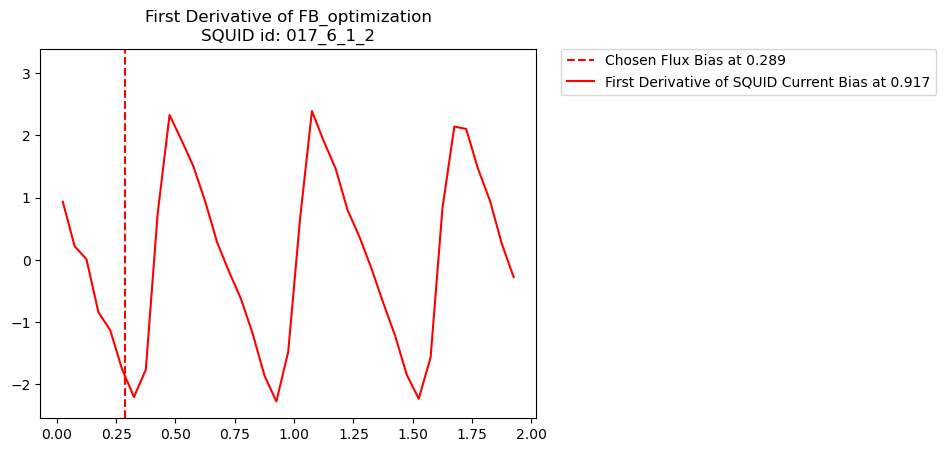 First Derivative of FB_optimization
SQUID id: 017_6_1_2
Chosen Flux Bias at 0.289
First Derivative of SQUID Current Bias at 0.917
3
2
1
0
−1
−2
0.00 0.25 0.50 0.75 1.00 1.25 1.50 1.75 2.00